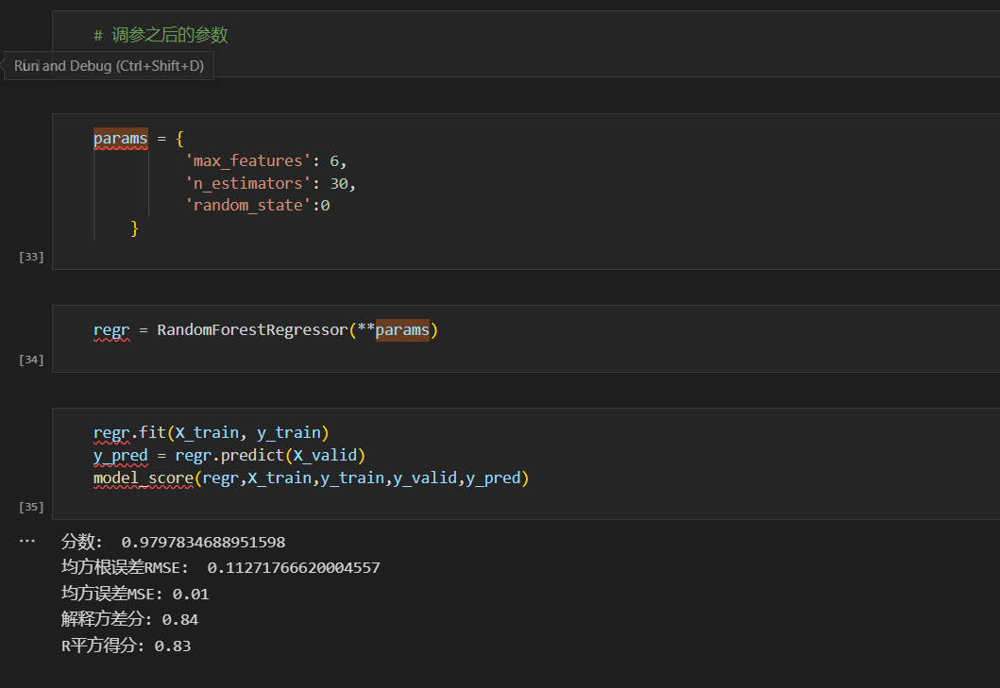 # 调参之后的参数
Run and Debug (Ctrl+Shift+D)
params = {
'max_features': 6,
'n_estimators': 30,
'random_state':0
}
[33]
regr = RandomForestRegressor(**params)
[34]
regr.fit(X_train, y_train)
y_pred = regr.predict(X_valid)
model_score(regr,X_train,y_train,y_valid,y_pred)
[35]
... 分数: 0.9797834688951598
均方根误差RMSE: 0.11271766620004557
均方误差MSE: 0.01
解释方差分: 0.84
R平方得分: 0.83